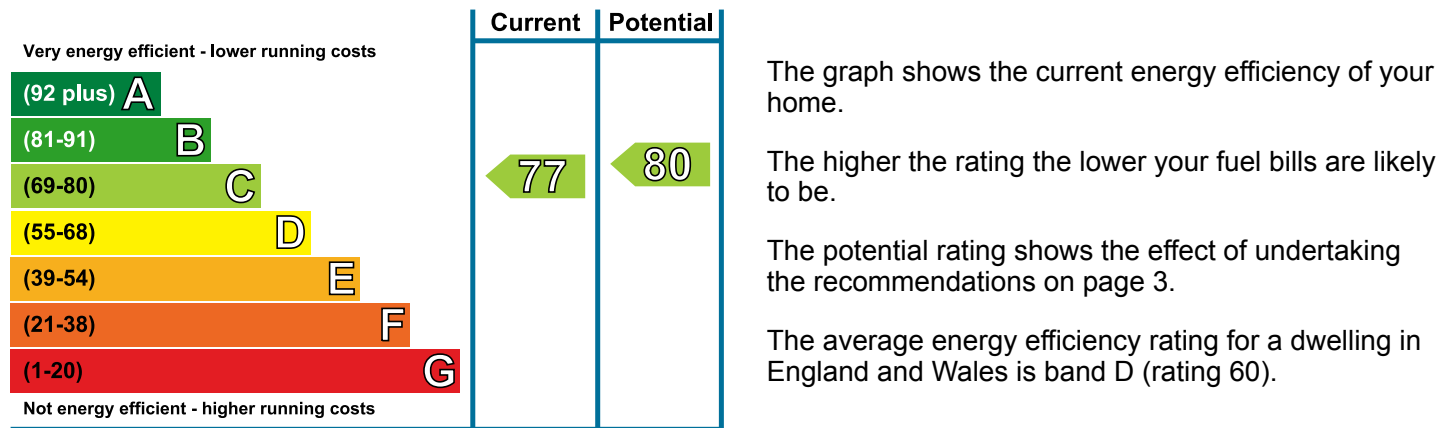 Current Potential
Very energy efficient - lower running costs
(92 plus) A
(81-91) B
(69-80) C
(55-68) D
(39-54) E
(21-38) F
(1-20) G
Not energy efficient - higher running costs
77
80
The graph shows the current energy efficiency of your
home.
The higher the rating the lower your fuel bills are likely
to be.
The potential rating shows the effect of undertaking
the recommendations on page 3.
The average energy efficiency rating for a dwelling in
England and Wales is band D (rating 60).